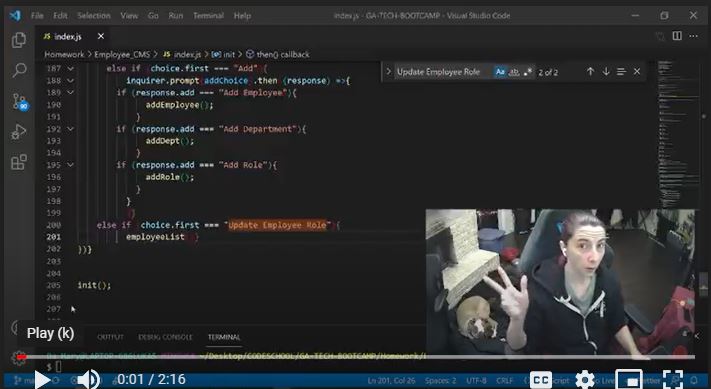 File Edit Selection View Go Run Terminal Help index.js - GA-TECH-BOOTCAMP - Visual Studio Code
JS index.js
Homework > Employee_CMS > JS index.js > init > then() callback
Update Employee Role Aa 2 of 2
187 else if (choice.first === "Add"{
188 inquirer.prompt(addChoice).then (response) =>{
189 if (response.add === "Add Employee"){
190 addEmployee();
191 }
192 if (response.add === "Add Department"){
193 addDept();
194 }
195 if (response.add === "Add Role"){
196 addRole();
197 }
198 }
199 )}
200 else if (choice.first === "Update Employee Role"){
201 employeeList()}
202 })}
203
204
205 init();
206
207
Play (k)
OUTPUT DEBUG CONSOLE TERMINAL
~/Desktop/CODESCHOOL/GA-TECH-BOOTCAMP/Homework/
$
0:01 / 2:16
CC
Ln 201, Col 26 Spaces: 2 UTF-8 CRLF